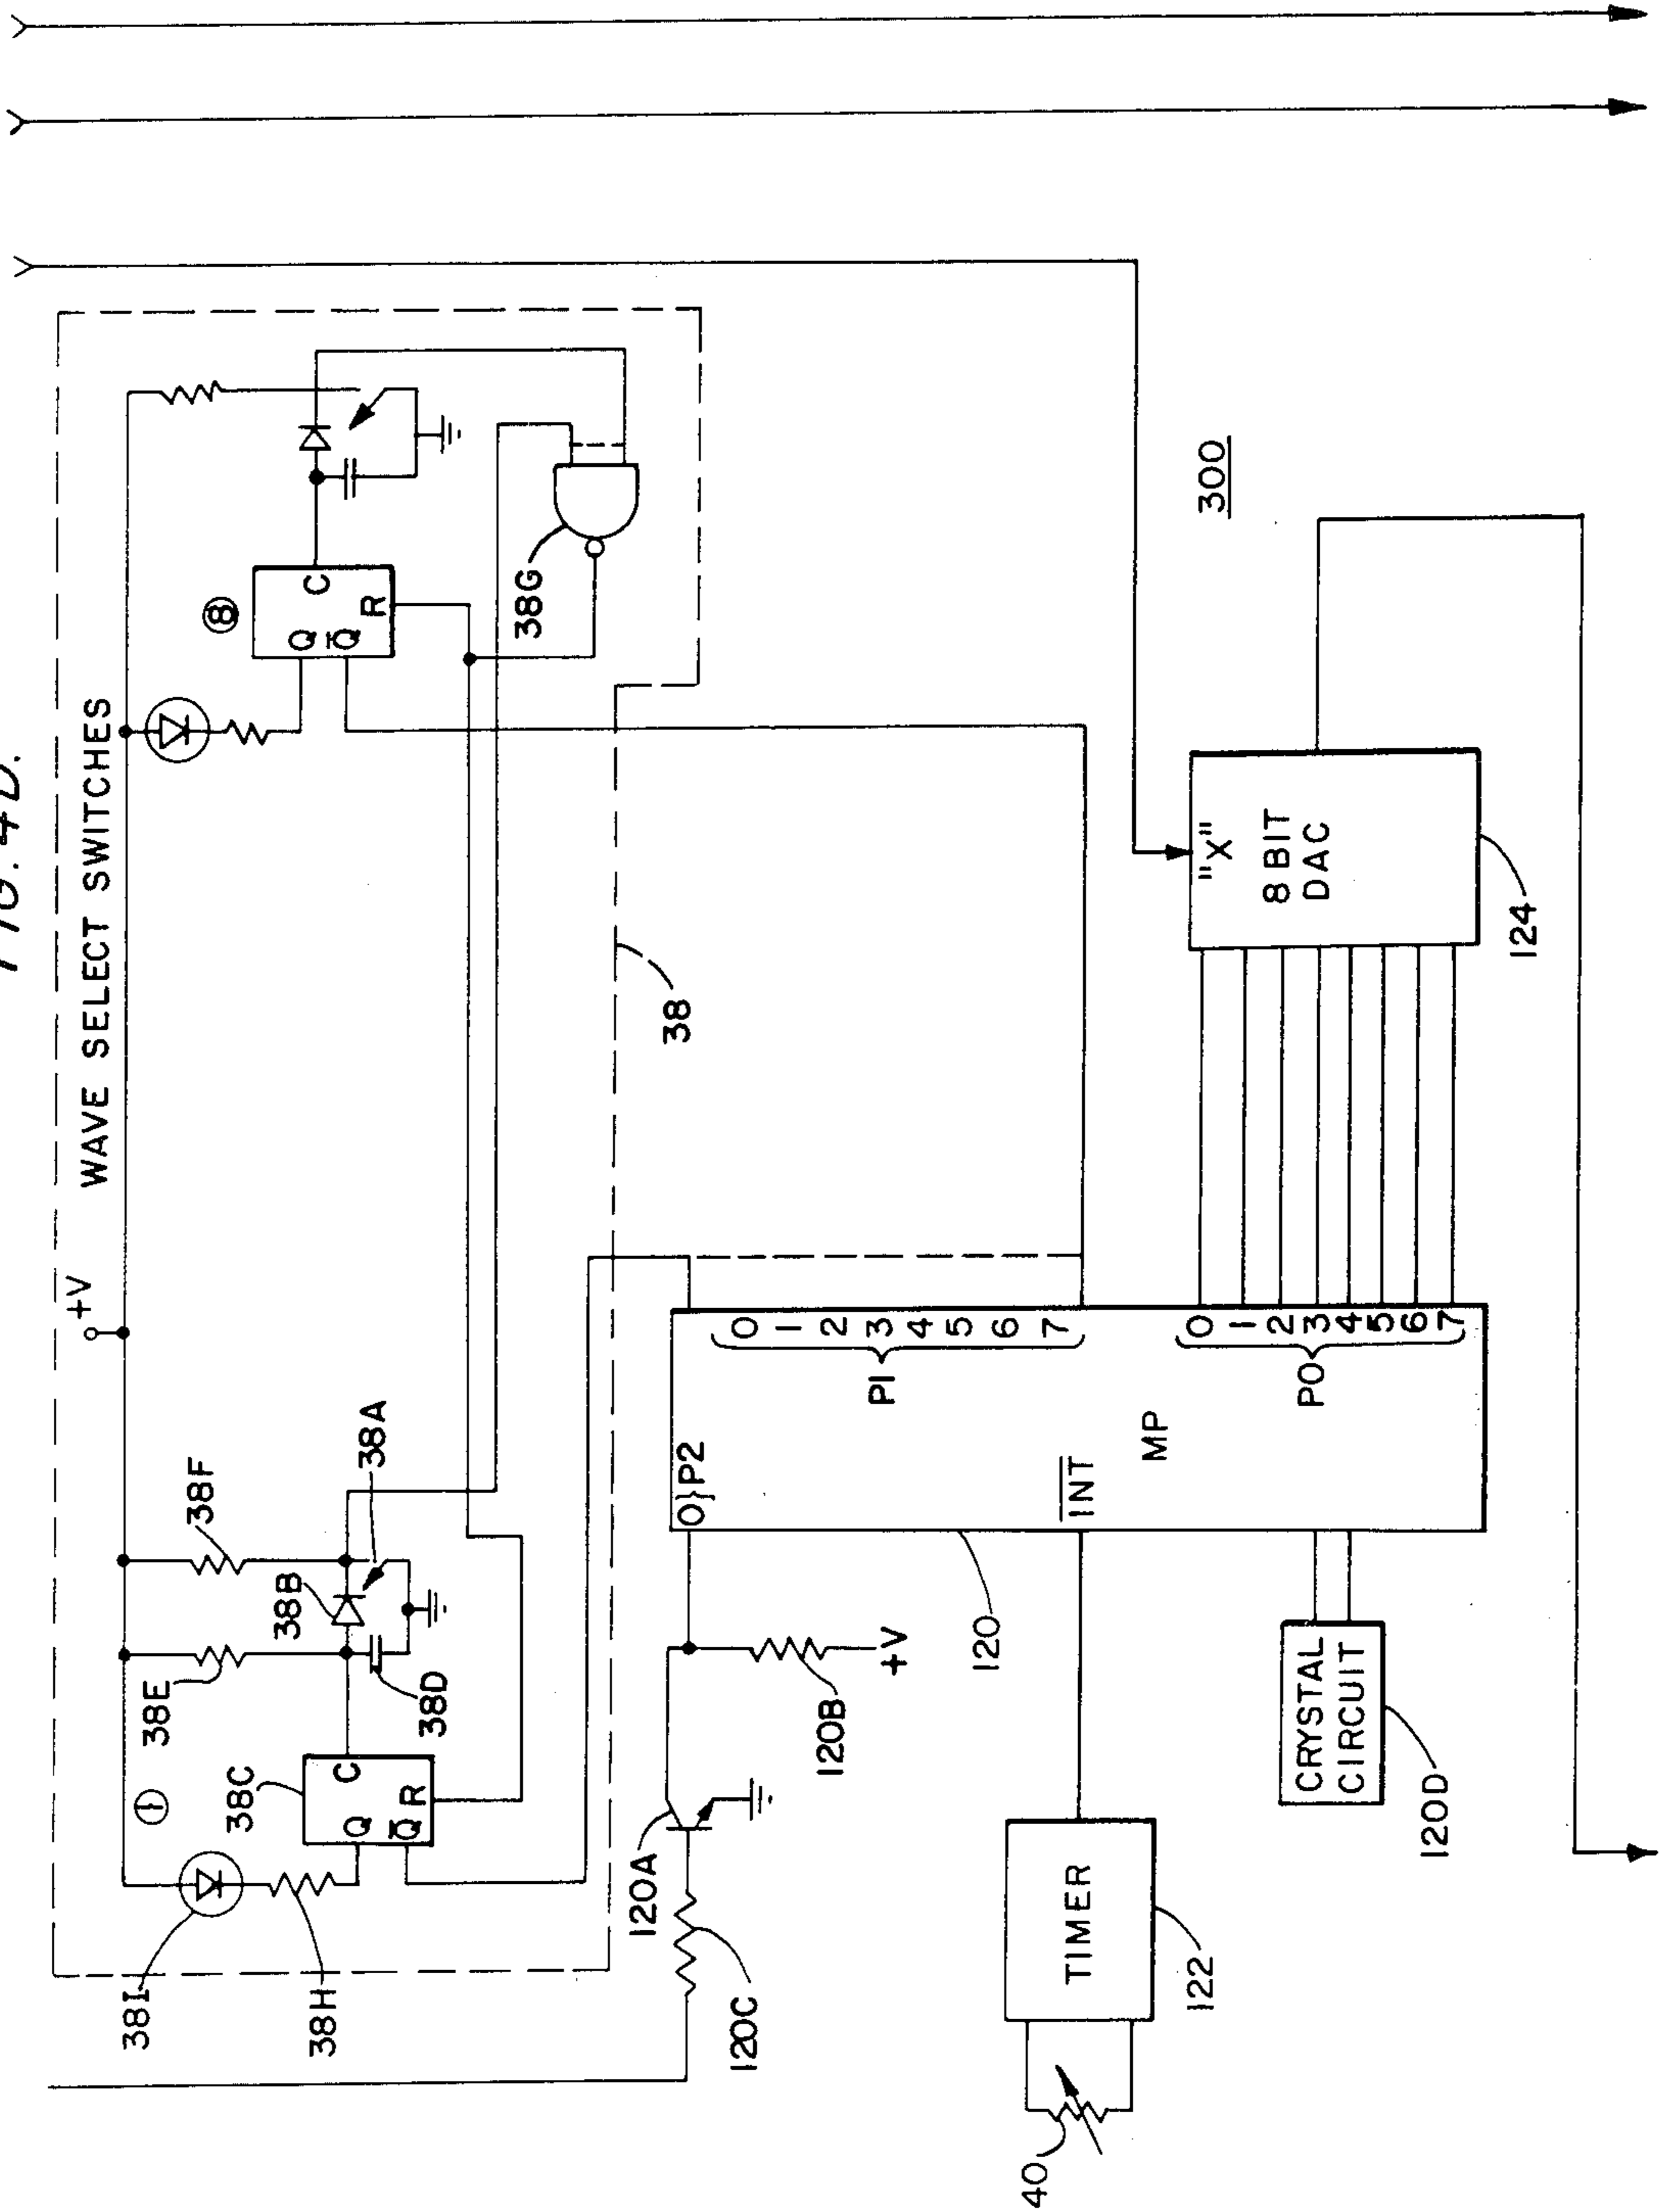 FIG. 4D.
WAVE SELECT SWITCHES
+V
①
⑧
38I
38H
38C
Q
Q̅
C
R
38E
38D
38B
38F
38A
Q
Q̅
C
R
38G
38
120A
120C
120B
+V
120
0}P2
P1
0
1
2
3
4
5
6
7
INT
MP
P0
0
1
2
3
4
5
6
7
40
TIMER
122
CRYSTAL
CIRCUIT
120D
"X"
8 BIT
DAC
124
300